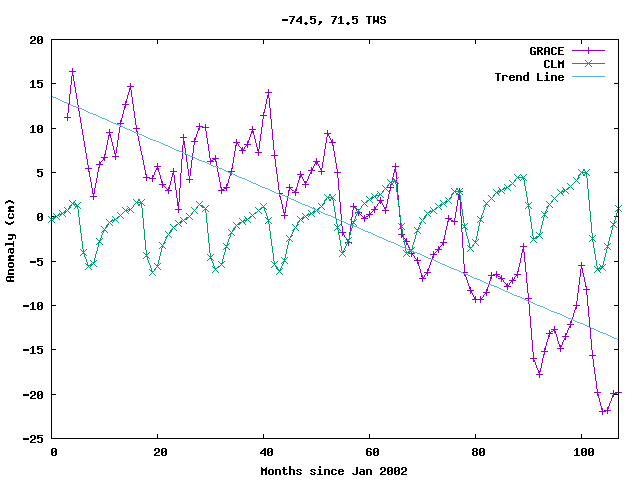 -74.5, 71.5 TWS
GRACE
CLM
Trend Line
20
15
10
5
0
-5
-10
-15
-20
-25
Anomaly (cm)
0 20 40 60 80 100
Months since Jan 2002